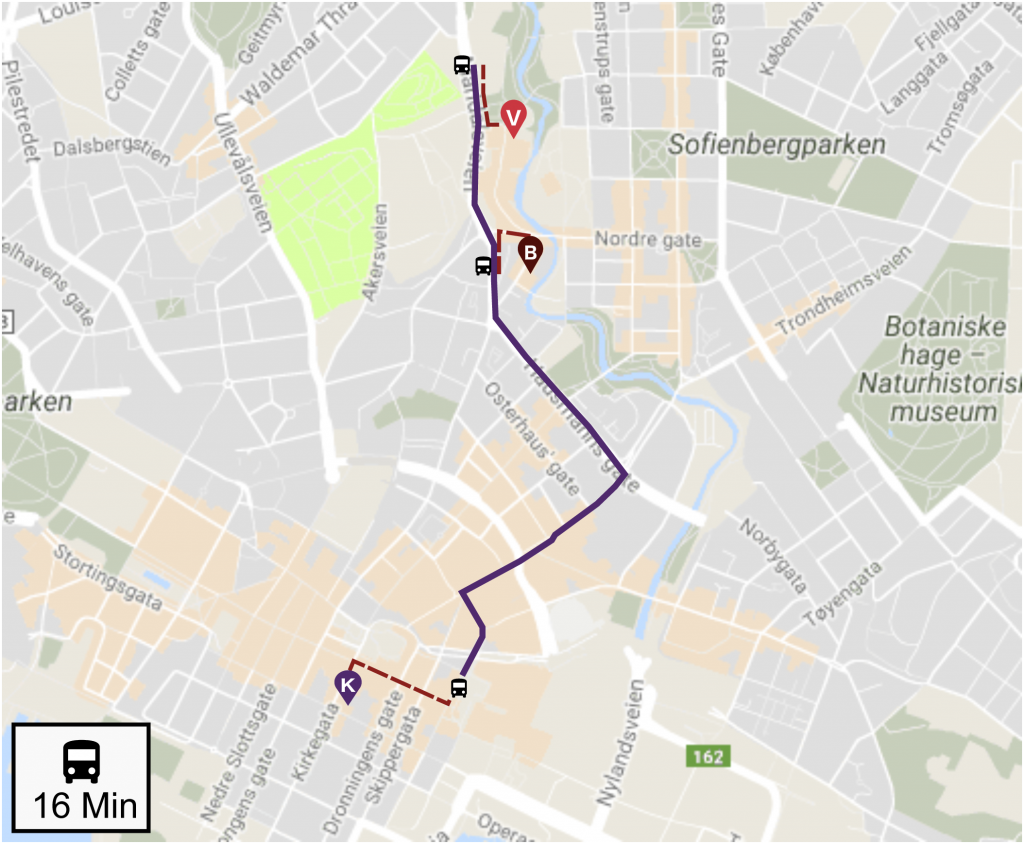 Colletts gate
Geitmyr
Waldemar Thra
Pilestredet
Dalsbergstien
Ullevålsveien
Akersveien
V
B
K
Sofienbergparken
es Gate
enstrups gate
København
Fjellgata
Langgata
Tromsøgata
Nordre gate
Trondheimsveien
Botaniske
hage –
Naturhistorisk
museum
elhavens gate
arken
Hausmanns gate
Osterhaus' gate
e
Stortingsgata
Norbygata
Tøyengata
Nedre Slottsgate
ongens gate
Kirkegata
Dronningens gate
Skippergata
Nylandsveien
162
Opera
16 Min